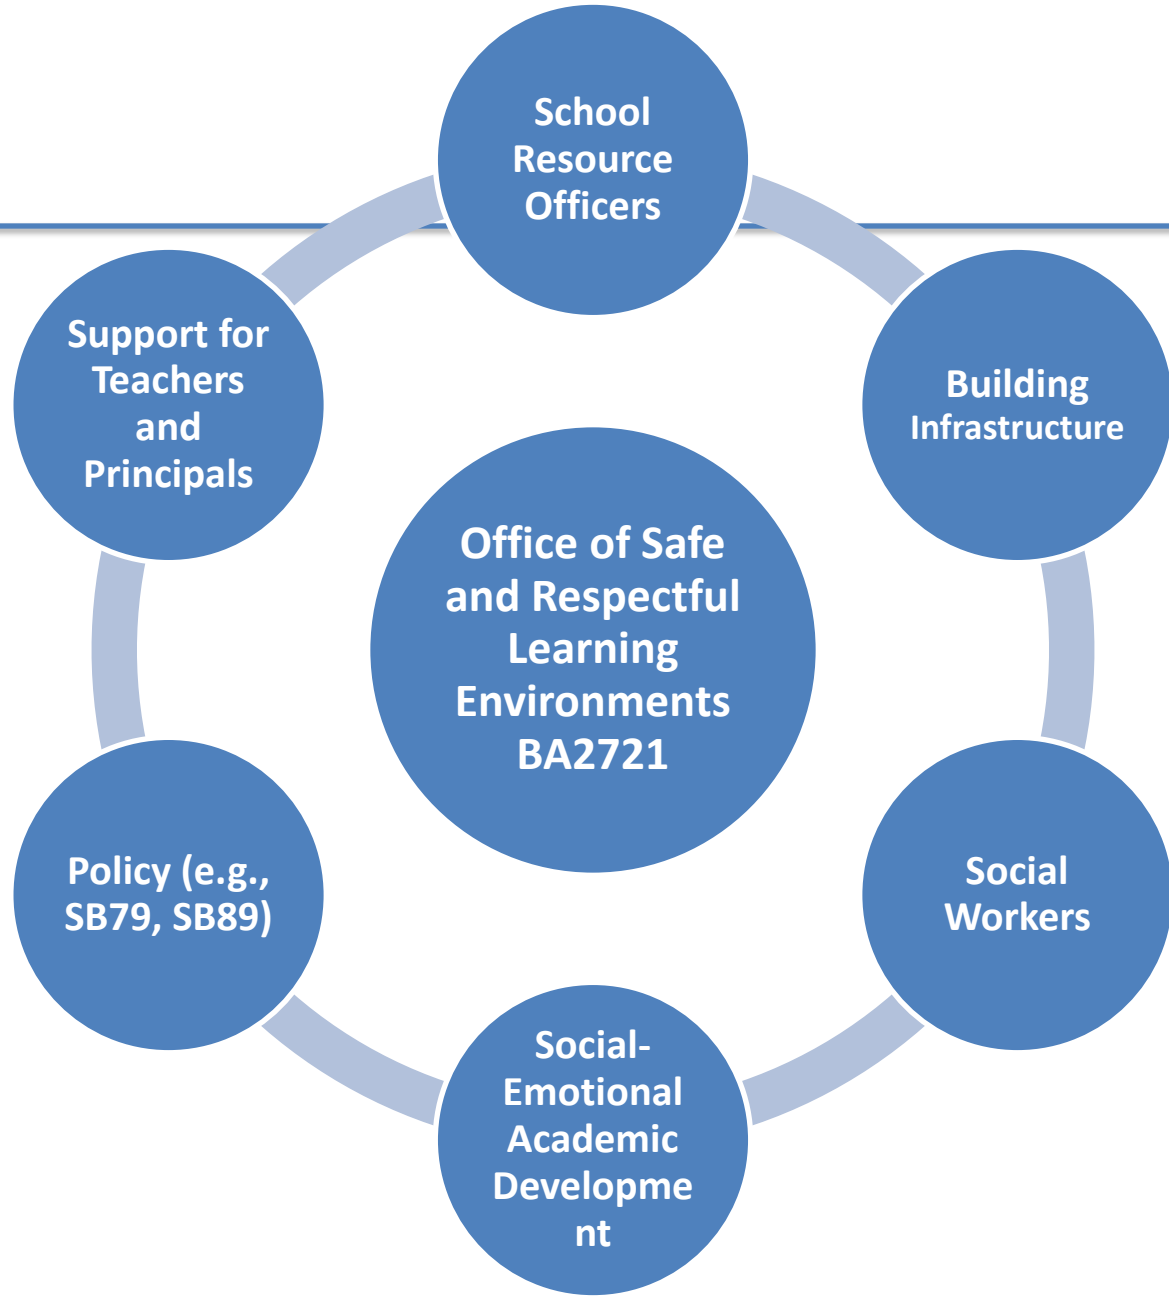 School
Resource
Officers
Support for
Teachers
and
Principals
Building
Infrastructure
Office of Safe
and Respectful
Learning
Environments
BA2721
Policy (e.g.,
SB79, SB89)
Social
Workers
Social-
Emotional
Academic
Developme
nt